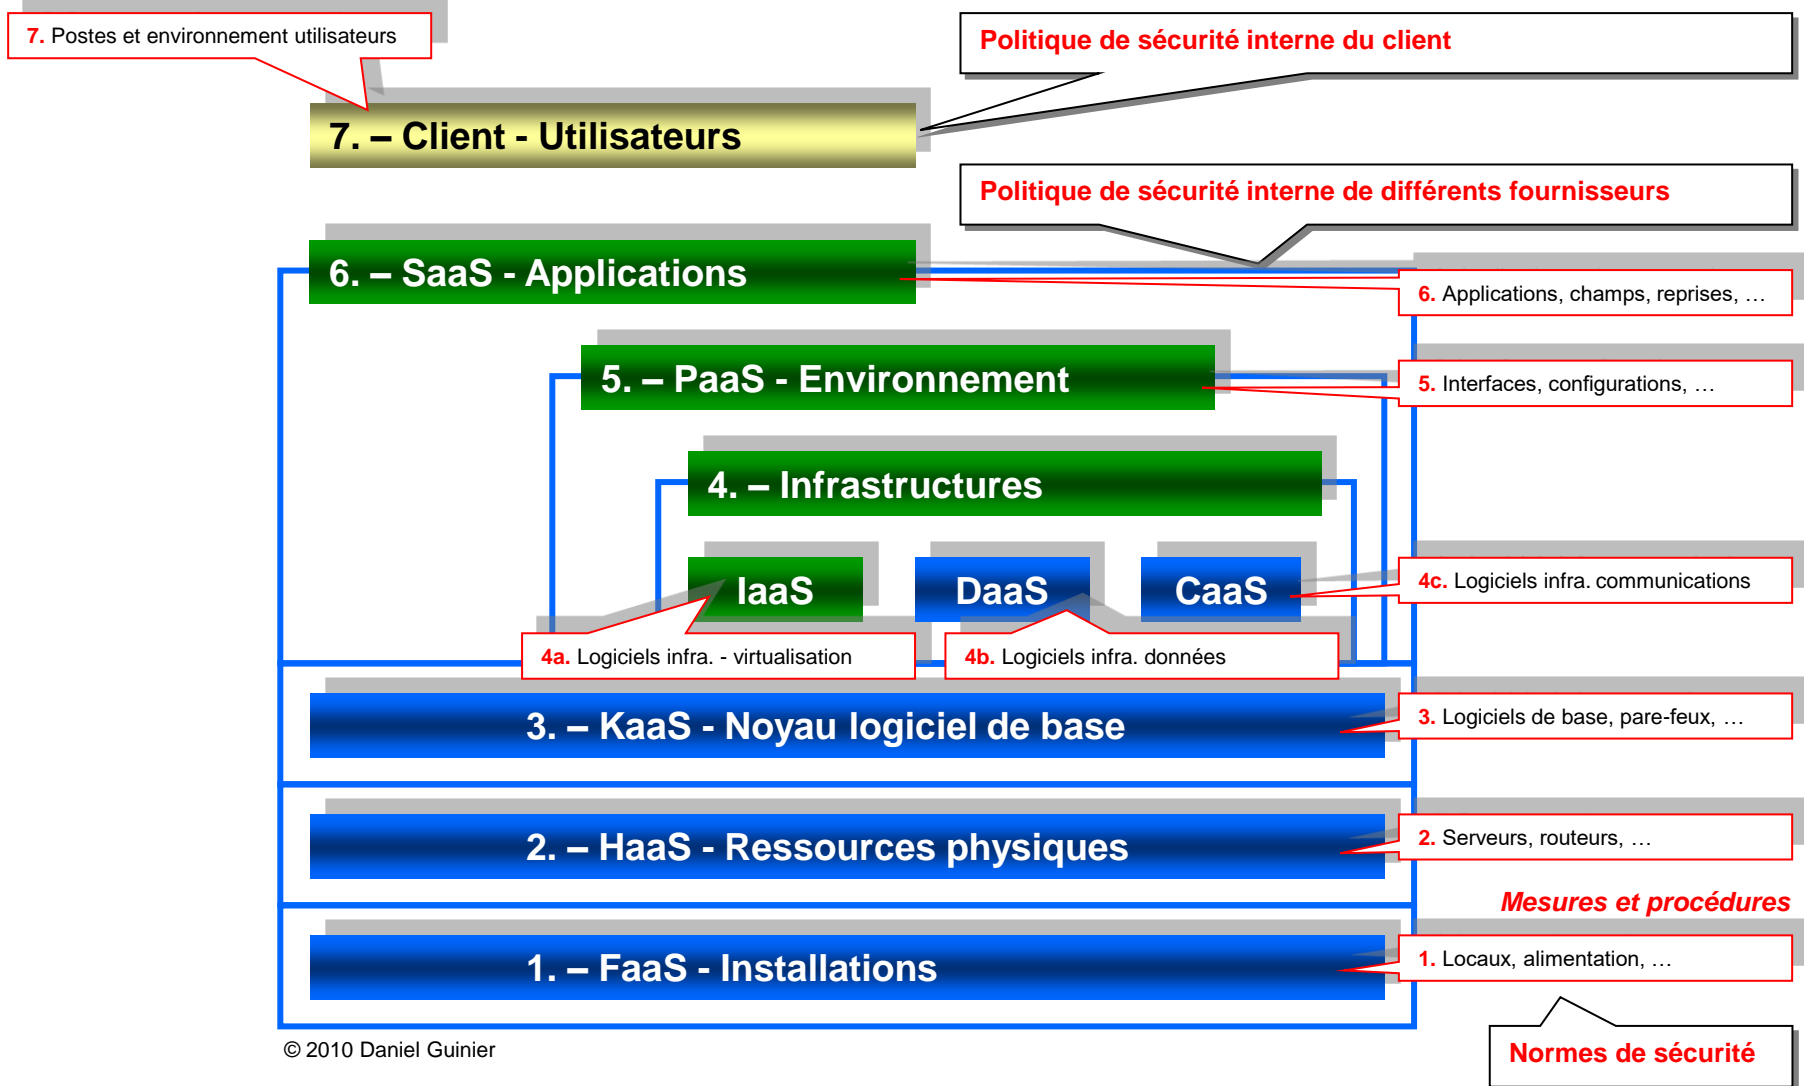 7. Postes et environnement utilisateurs
Politique de sécurité interne du client
7. – Client - Utilisateurs
Politique de sécurité interne de différents fournisseurs
6. – SaaS - Applications
6. Applications, champs, reprises, …
5. – PaaS - Environnement
5. Interfaces, configurations, …
4. – Infrastructures
IaaS
DaaS
CaaS
4c. Logiciels infra. communications
4a. Logiciels infra. - virtualisation
4b. Logiciels infra. données
3. – KaaS - Noyau logiciel de base
3. Logiciels de base, pare-feux, …
2. – HaaS - Ressources physiques
2. Serveurs, routeurs, …
Mesures et procédures
1. – FaaS - Installations
1. Locaux, alimentation, …
Normes de sécurité
© 2010 Daniel Guinier